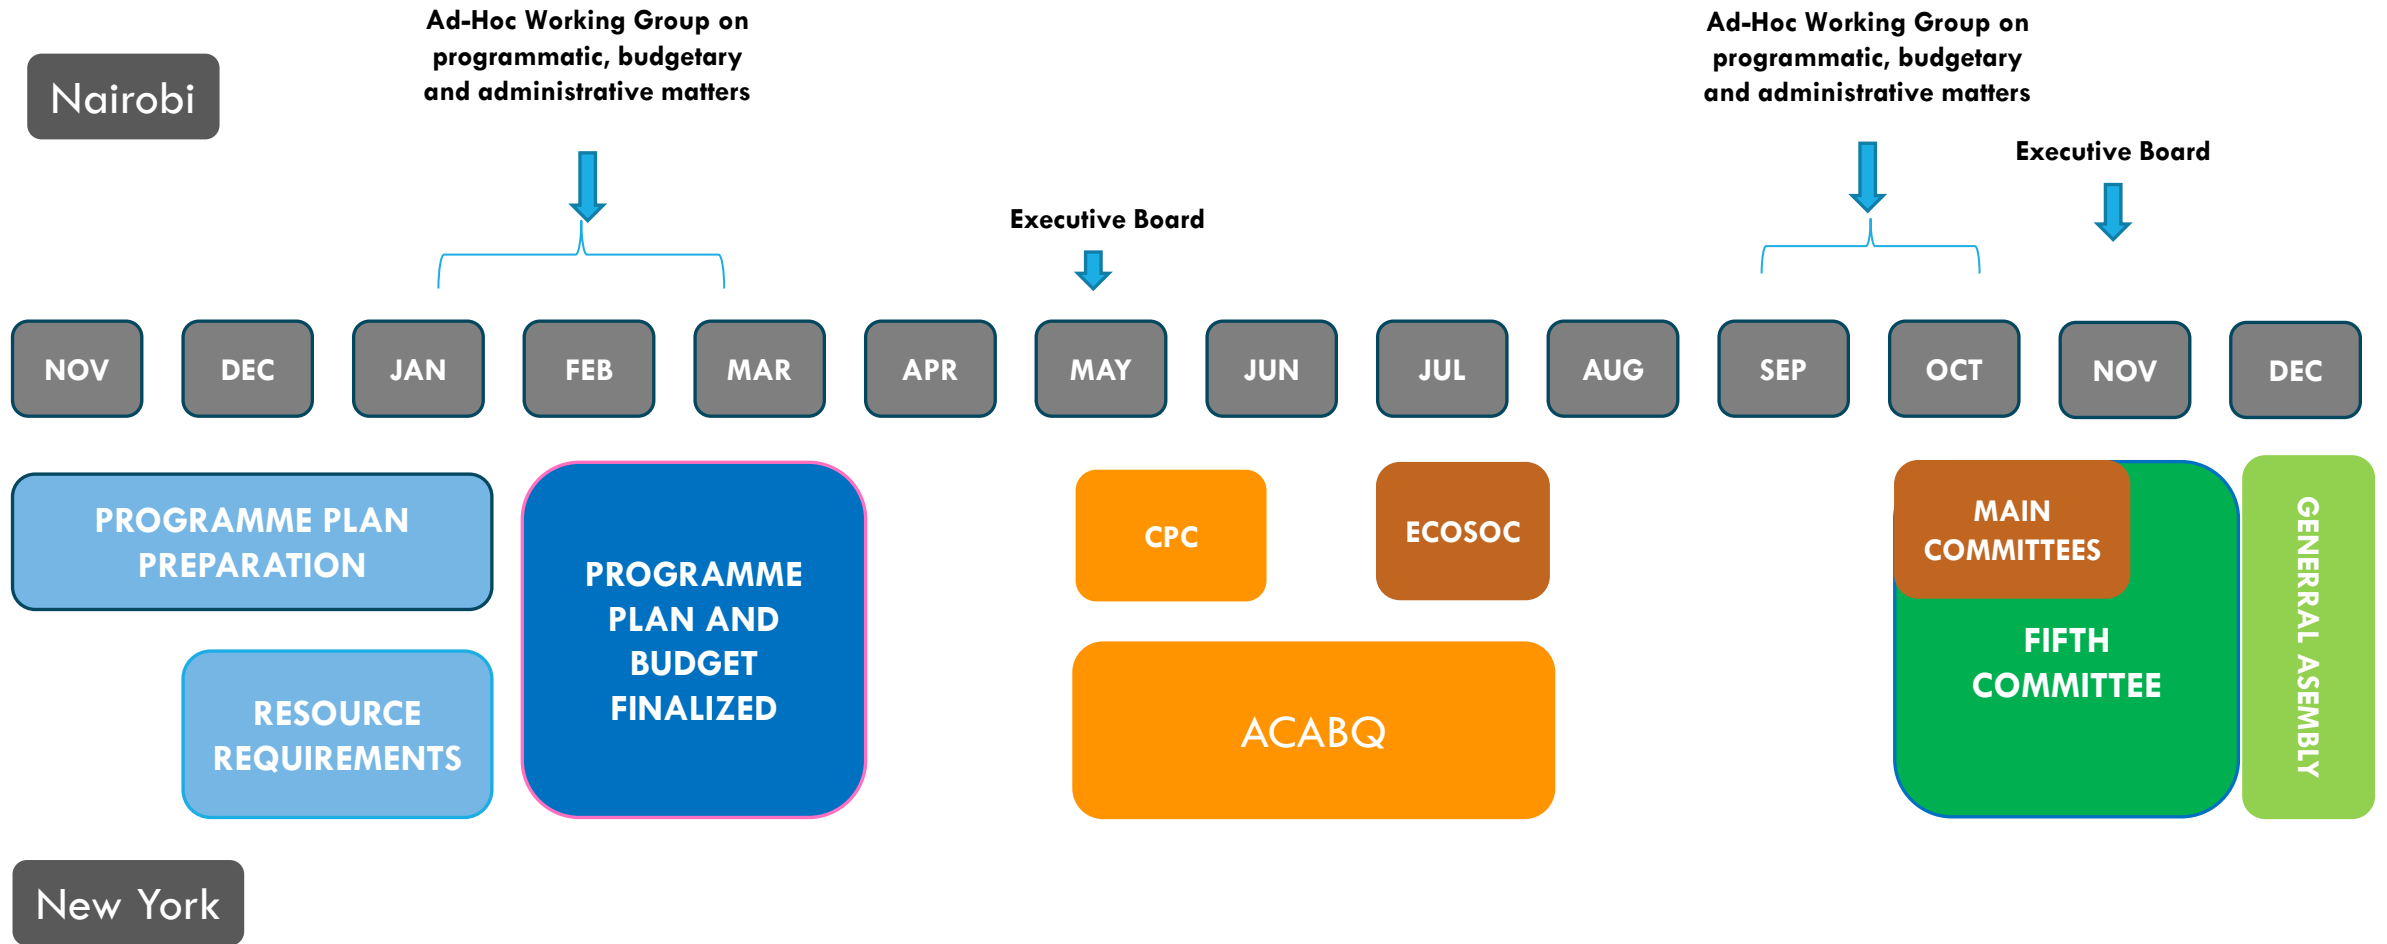 Nairobi
Ad-Hoc Working Group on
programmatic, budgetary
and administrative matters
Ad-Hoc Working Group on
programmatic, budgetary
and administrative matters
Executive Board
Executive Board
NOV
DEC
JAN
FEB
MAR
APR
MAY
JUN
JUL
AUG
SEP
OCT
NOV
DEC
PROGRAMME PLAN
PREPARATION
RESOURCE
REQUIREMENTS
PROGRAMME
PLAN AND
BUDGET
FINALIZED
CPC
ECOSOC
ACABQ
MAIN
COMMITTEES
FIFTH
COMMITTEE
GENERRAL ASEMBLY
New York